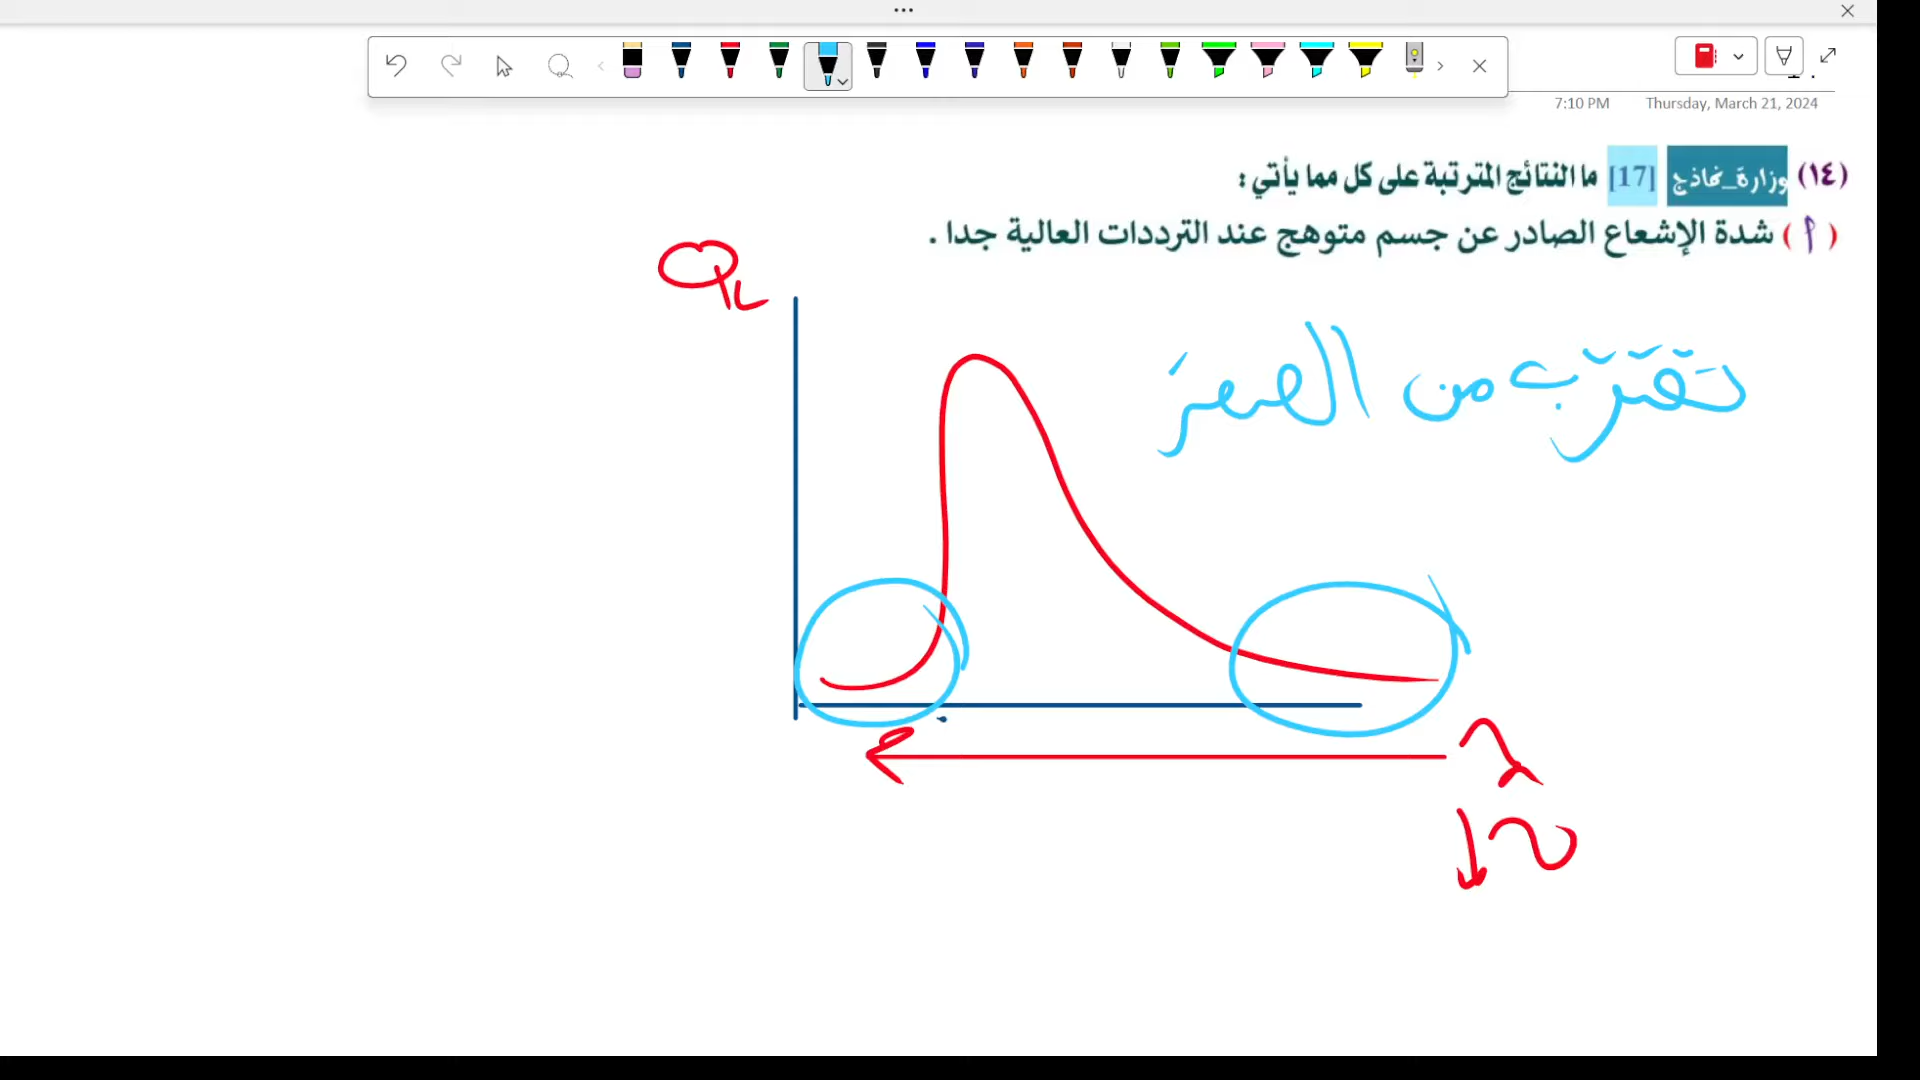 7:10 PM Thursday, March 21, 2024
(١٤) وزارة_نماذج [17] ما النتائج المترتبة على كل مما يأتي :
( أ ) شدة الإشعاع الصادر عن جسم متوهج عند الترددات العالية جدا .
تقترب من الصفر
λ